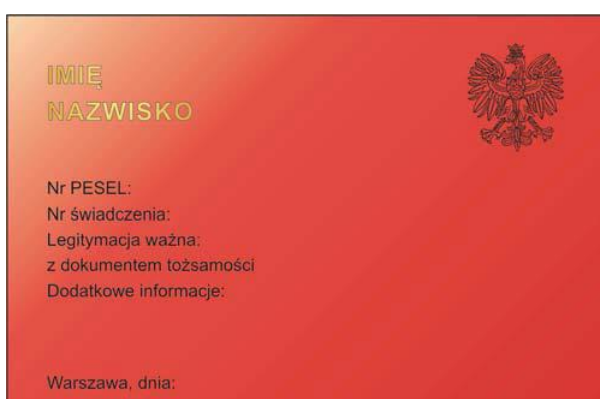 IMIĘ
NAZWISKO
Nr PESEL:
Nr świadczenia:
Legitymacja ważna:
z dokumentem tożsamości
Dodatkowe informacje:
Warszawa, dnia: